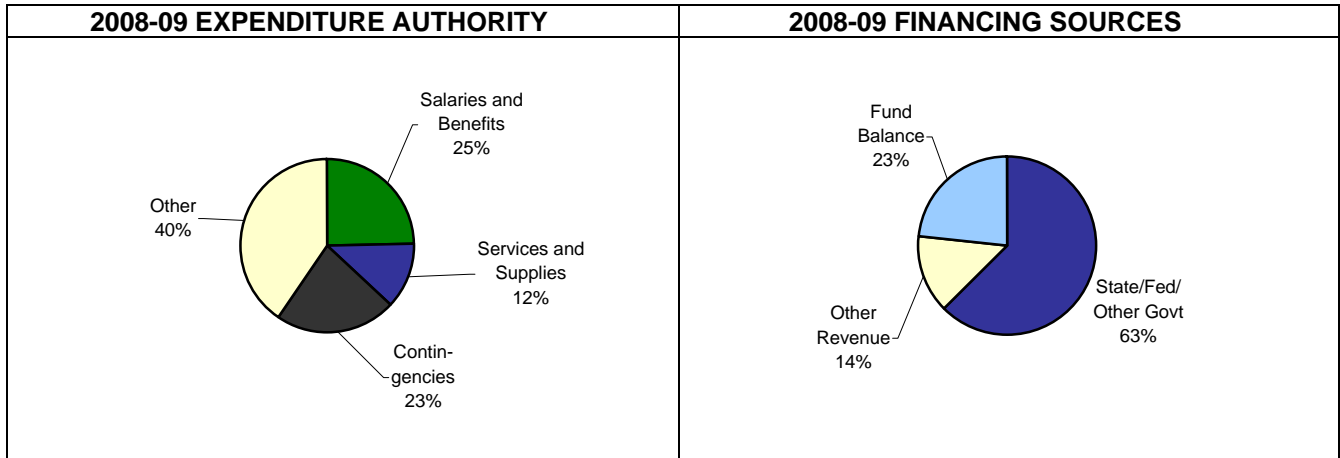 2008-09 EXPENDITURE AUTHORITY
Salaries and
Benefits
25%
Other
40%
Services and
Supplies
12%
Contin-
gencies
23%
2008-09 FINANCING SOURCES
Fund
Balance
23%
State/Fed/
Other Govt
63%
Other
Revenue
14%